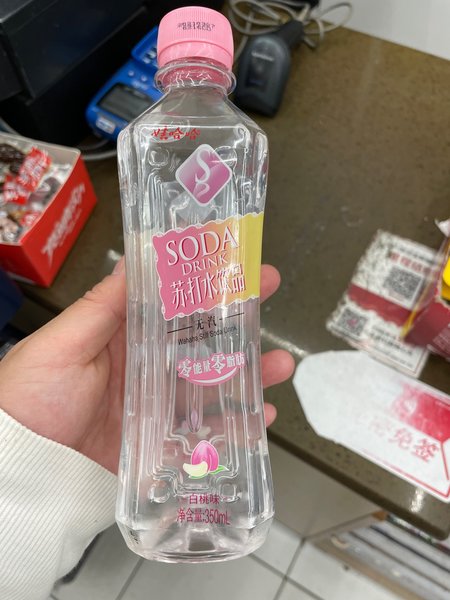 娃哈哈
SODA
DRINK
苏打水饮品
无汽
Wahaha Still Soda Drink
零能量零脂肪
白桃味
净含量:350mL